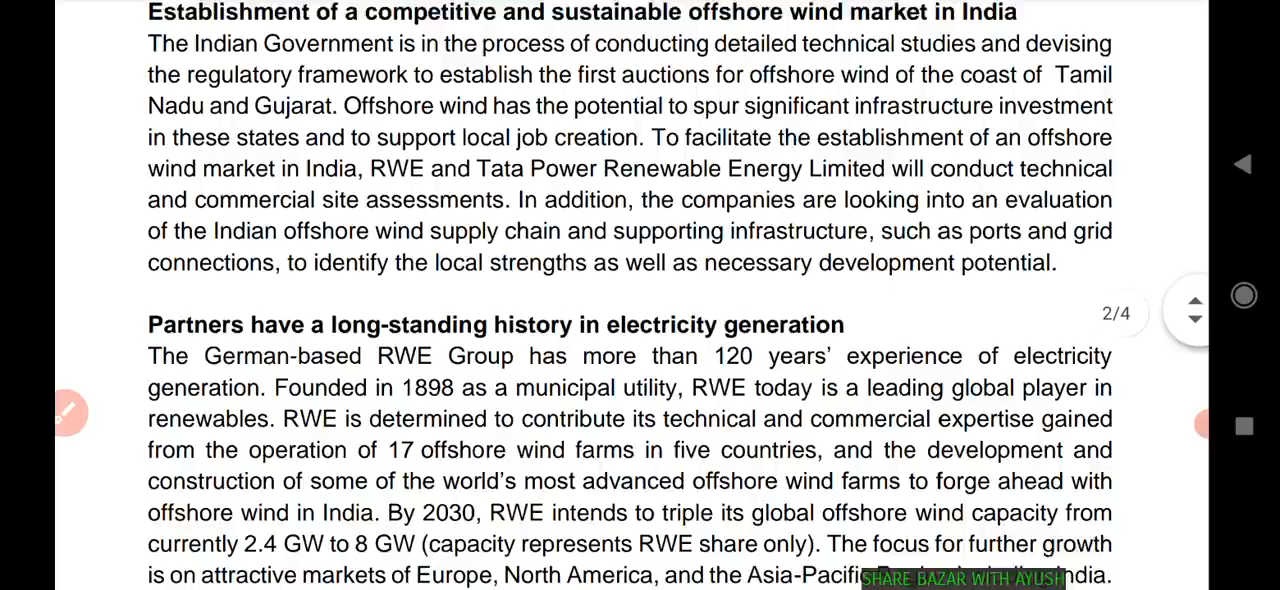 Establishment of a competitive and sustainable offshore wind market in India
The Indian Government is in the process of conducting detailed technical studies and devising
the regulatory framework to establish the first auctions for offshore wind of the coast of Tamil
Nadu and Gujarat. Offshore wind has the potential to spur significant infrastructure investment
in these states and to support local job creation. To facilitate the establishment of an offshore
wind market in India, RWE and Tata Power Renewable Energy Limited will conduct technical
and commercial site assessments. In addition, the companies are looking into an evaluation
of the Indian offshore wind supply chain and supporting infrastructure, such as ports and grid
connections, to identify the local strengths as well as necessary development potential.
Partners have a long-standing history in electricity generation
2/4
The German-based RWE Group has more than 120 years’ experience of electricity
generation. Founded in 1898 as a municipal utility, RWE today is a leading global player in
renewables. RWE is determined to contribute its technical and commercial expertise gained
from the operation of 17 offshore wind farms in five countries, and the development and
construction of some of the world’s most advanced offshore wind farms to forge ahead with
offshore wind in India. By 2030, RWE intends to triple its global offshore wind capacity from
currently 2.4 GW to 8 GW (capacity represents RWE share only). The focus for further growth
is on attractive markets of Europe, North America, and the Asia-Pacific
SHARE BAZAR WITH AYUSH